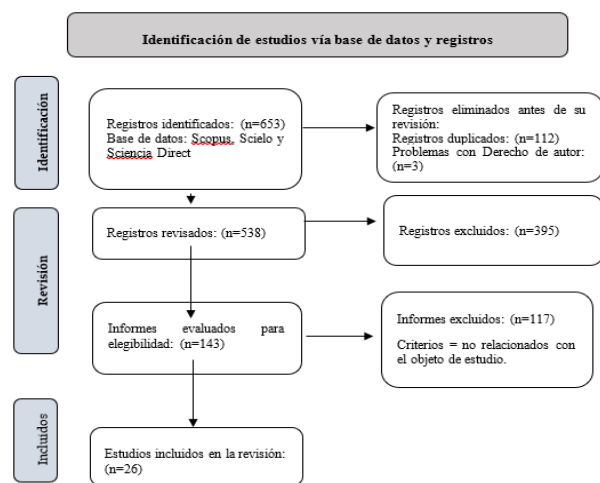 Identificación de estudios vía base de datos y registros
Identificación
Registros identificados: (n=653)
Base de datos: Scopus, Scielo y
Sciencia Direct
Registros eliminados antes de su
revisión:
Registros duplicados: (n=112)
Problemas con Derecho de autor:
(n=3)
Revisión
Registros revisados: (n=538)
Registros excluidos: (n=395)
Informes evaluados para
elegibilidad: (n=143)
Informes excluidos: (n=117)
Criterios = no relacionados con
el objeto de estudio.
Incluidos
Estudios incluidos en la revisión:
(n=26)